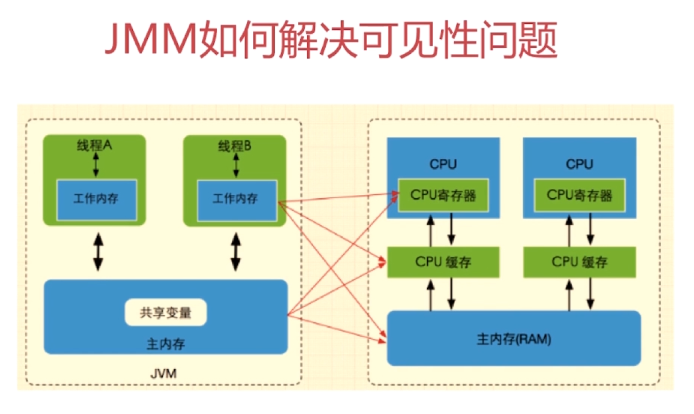 JMM如何解决可见性问题
线程A
工作内存
线程B
工作内存
共享变量
主内存
JVM
CPU
CPU寄存器
CPU 缓存
CPU
CPU寄存器
CPU 缓存
主内存(RAM)